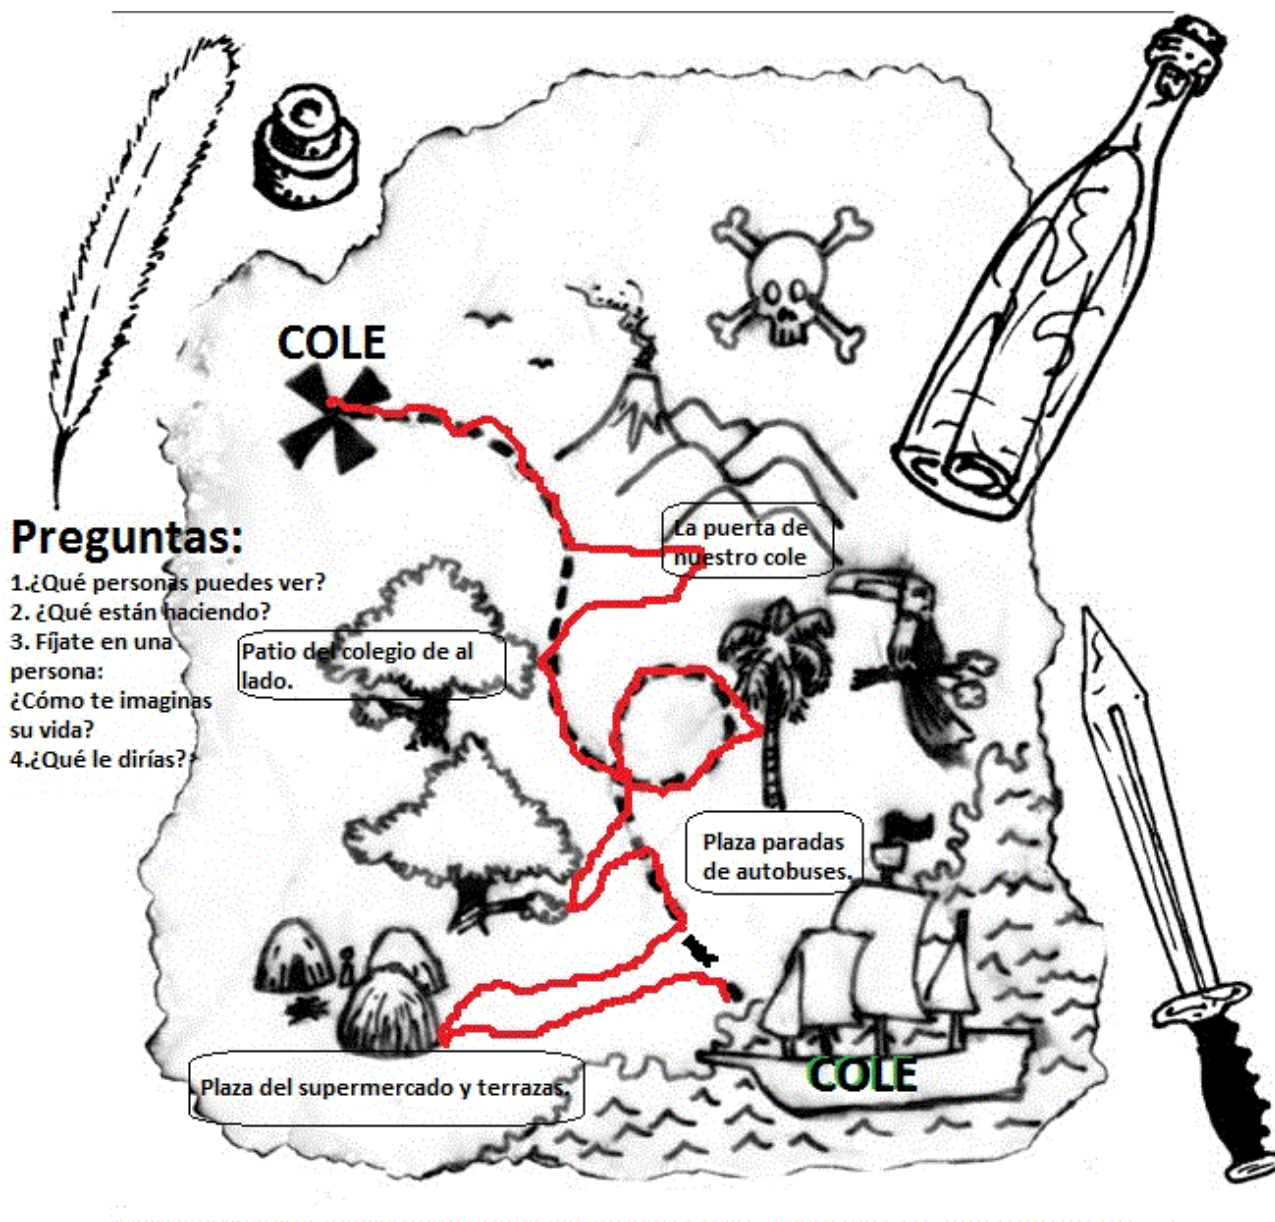 COLE
Preguntas:
1.¿Qué personas puedes ver?
2. ¿Qué están haciendo?
3. Fíjate en una
persona:
¿Cómo te imaginas
su vida?
4.¿Qué le dirías?
La puerta de
nuestro cole
Patio del colegio de al
lado.
Plaza paradas
de autobuses.
Plaza del supermercado y terrazas.
COLE